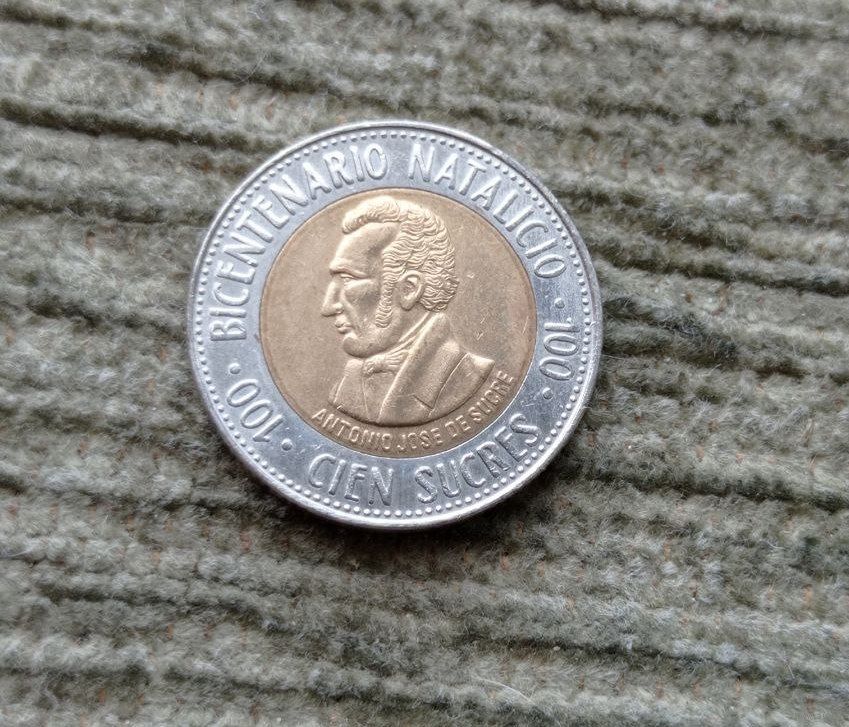 BICENTENARIO NATALICIO
· 100 ·
CIEN SUCRES
· 100 ·
ANTONIO JOSE DE SUCRE